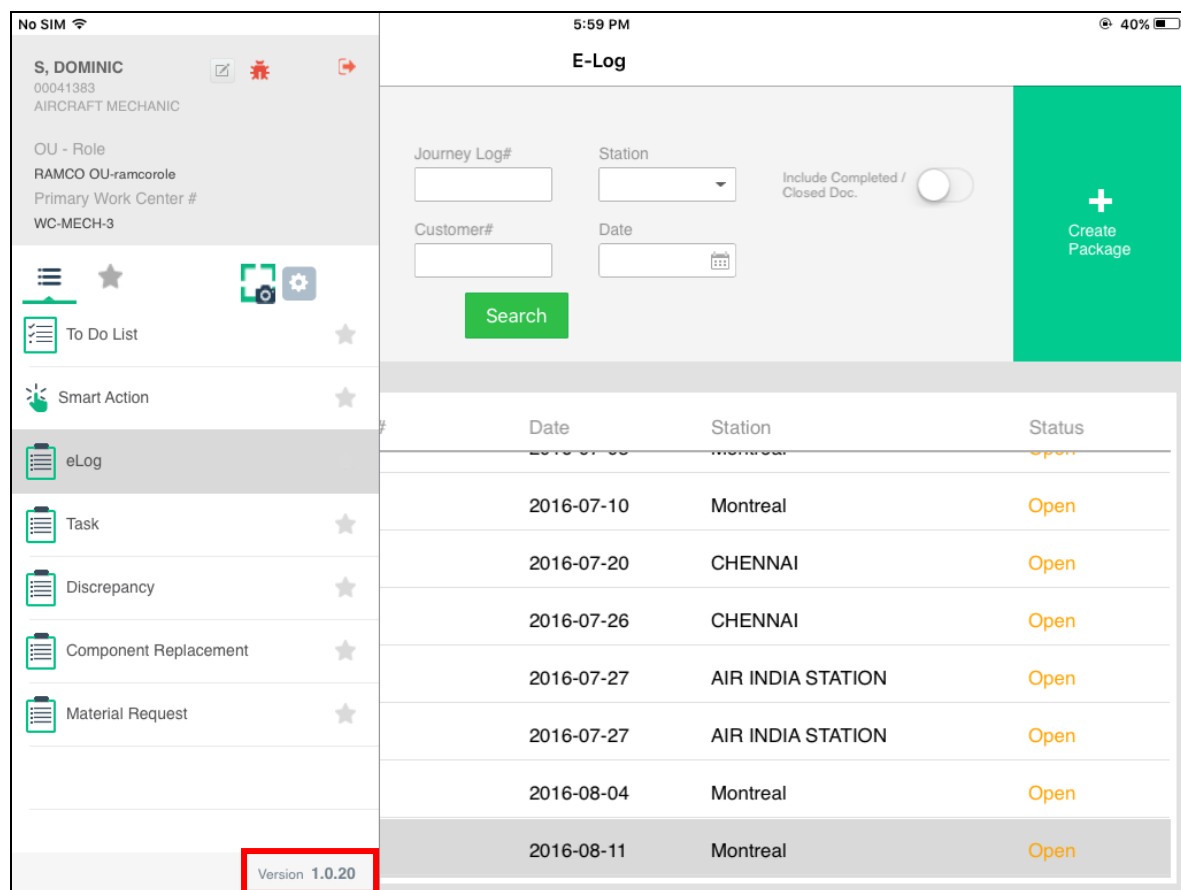 No SIM
5:59 PM
40%
S, DOMINIC
00041383
AIRCRAFT MECHANIC
OU - Role
RAMCO OU-ramcorole
Primary Work Center #
WC-MECH-3
To Do List
Smart Action
eLog
Task
Discrepancy
Component Replacement
Material Request
Version 1.0.20
E-Log
Journey Log#
Station
Include Completed /
Closed Doc.
Customer#
Date
Search
Create
Package
# Date Station Status
2016-07-10 Montreal Open
2016-07-20 CHENNAI Open
2016-07-26 CHENNAI Open
2016-07-27 AIR INDIA STATION Open
2016-07-27 AIR INDIA STATION Open
2016-08-04 Montreal Open
2016-08-11 Montreal Open